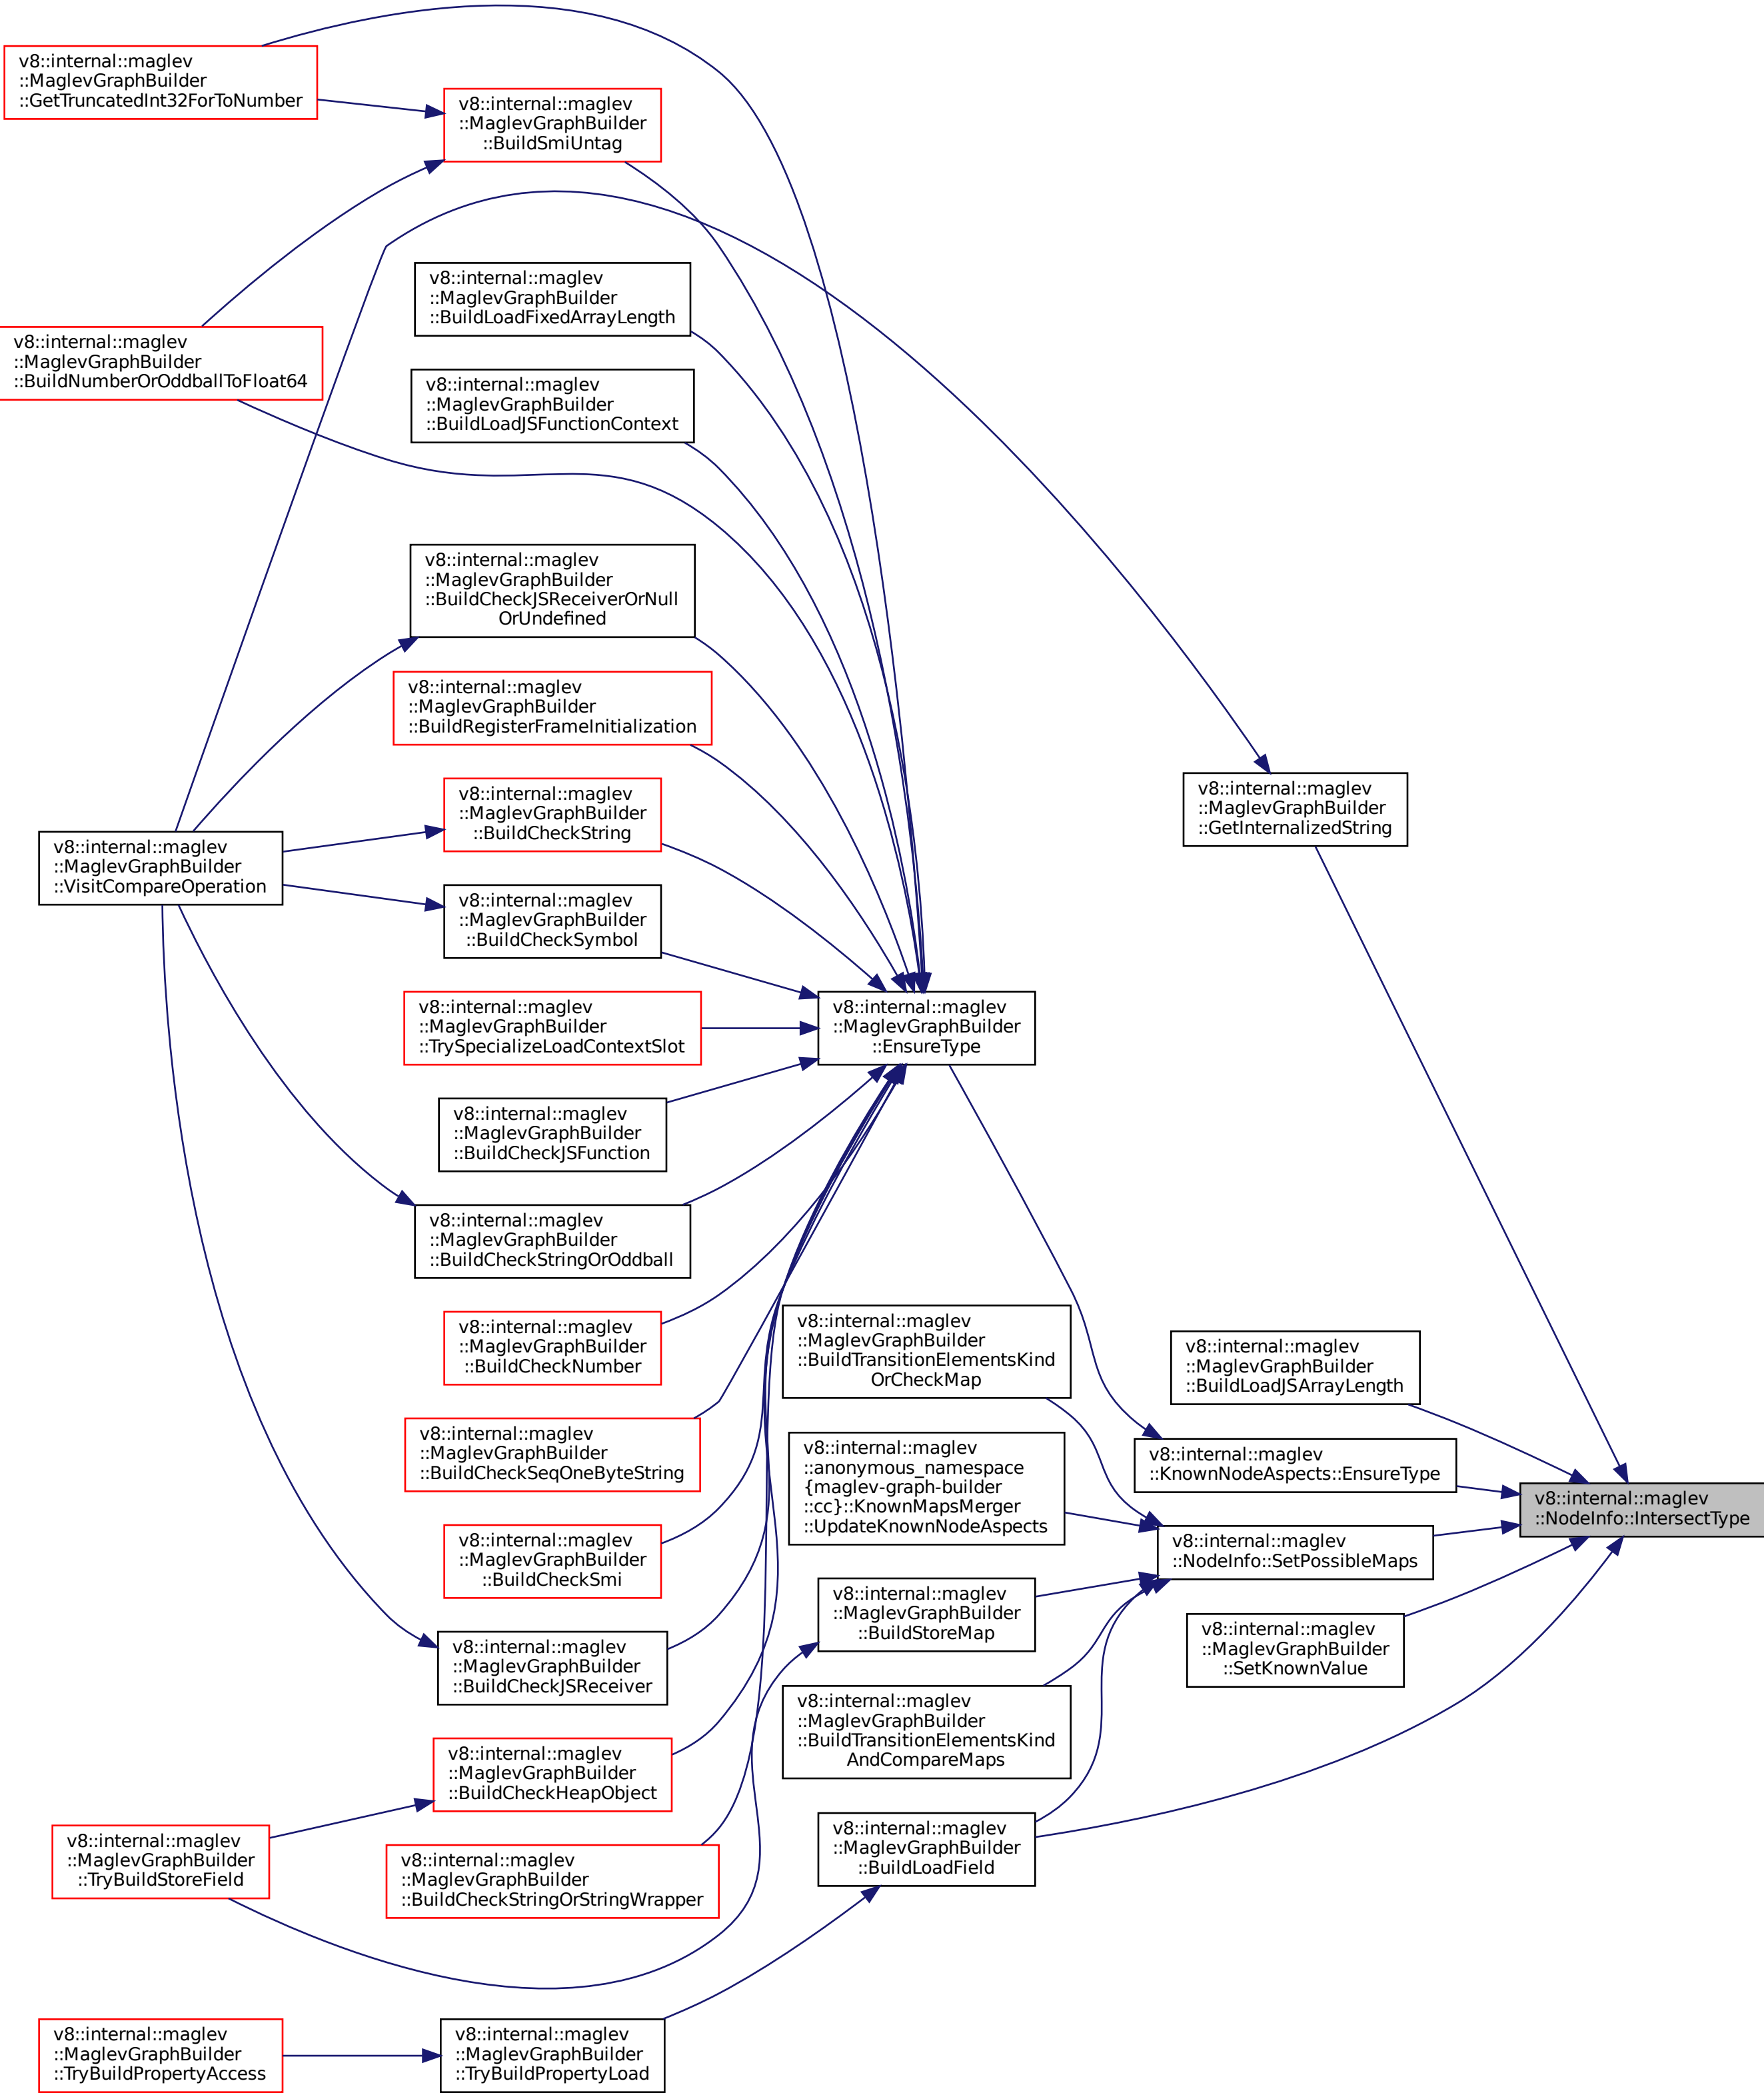 v8::internal::maglev
::MaglevGraphBuilder
::GetTruncatedInt32ForToNumber
v8::internal::maglev
::MaglevGraphBuilder
::BuildSmiUntag
v8::internal::maglev
::MaglevGraphBuilder
::BuildLoadFixedArrayLength
v8::internal::maglev
::MaglevGraphBuilder
::BuildNumberOrOddballToFloat64
v8::internal::maglev
::MaglevGraphBuilder
::BuildLoadJSFunctionContext
v8::internal::maglev
::MaglevGraphBuilder
::BuildCheckJSReceiverOrNull
OrUndefined
v8::internal::maglev
::MaglevGraphBuilder
::BuildRegisterFrameInitialization
v8::internal::maglev
::MaglevGraphBuilder
::GetInternalizedString
v8::internal::maglev
::MaglevGraphBuilder
::BuildCheckString
v8::internal::maglev
::MaglevGraphBuilder
::VisitCompareOperation
v8::internal::maglev
::MaglevGraphBuilder
::BuildCheckSymbol
v8::internal::maglev
::MaglevGraphBuilder
::TrySpecializeLoadContextSlot
v8::internal::maglev
::MaglevGraphBuilder
::EnsureType
v8::internal::maglev
::MaglevGraphBuilder
::BuildCheckJSFunction
v8::internal::maglev
::MaglevGraphBuilder
::BuildCheckStringOrOddball
v8::internal::maglev
::MaglevGraphBuilder
::BuildCheckNumber
v8::internal::maglev
::MaglevGraphBuilder
::BuildTransitionElementsKind
OrCheckMap
v8::internal::maglev
::MaglevGraphBuilder
::BuildLoadJSArrayLength
v8::internal::maglev
::MaglevGraphBuilder
::BuildCheckSeqOneByteString
v8::internal::maglev
::anonymous_namespace
{maglev-graph-builder
::cc}::KnownMapsMerger
::UpdateKnownNodeAspects
v8::internal::maglev
::KnownNodeAspects::EnsureType
v8::internal::maglev
::NodeInfo::IntersectType
v8::internal::maglev
::MaglevGraphBuilder
::BuildCheckSmi
v8::internal::maglev
::NodeInfo::SetPossibleMaps
v8::internal::maglev
::MaglevGraphBuilder
::BuildStoreMap
v8::internal::maglev
::MaglevGraphBuilder
::SetKnownValue
v8::internal::maglev
::MaglevGraphBuilder
::BuildCheckJSReceiver
v8::internal::maglev
::MaglevGraphBuilder
::BuildTransitionElementsKind
AndCompareMaps
v8::internal::maglev
::MaglevGraphBuilder
::BuildCheckHeapObject
v8::internal::maglev
::MaglevGraphBuilder
::TryBuildStoreField
v8::internal::maglev
::MaglevGraphBuilder
::BuildLoadField
v8::internal::maglev
::MaglevGraphBuilder
::BuildCheckStringOrStringWrapper
v8::internal::maglev
::MaglevGraphBuilder
::TryBuildPropertyAccess
v8::internal::maglev
::MaglevGraphBuilder
::TryBuildPropertyLoad